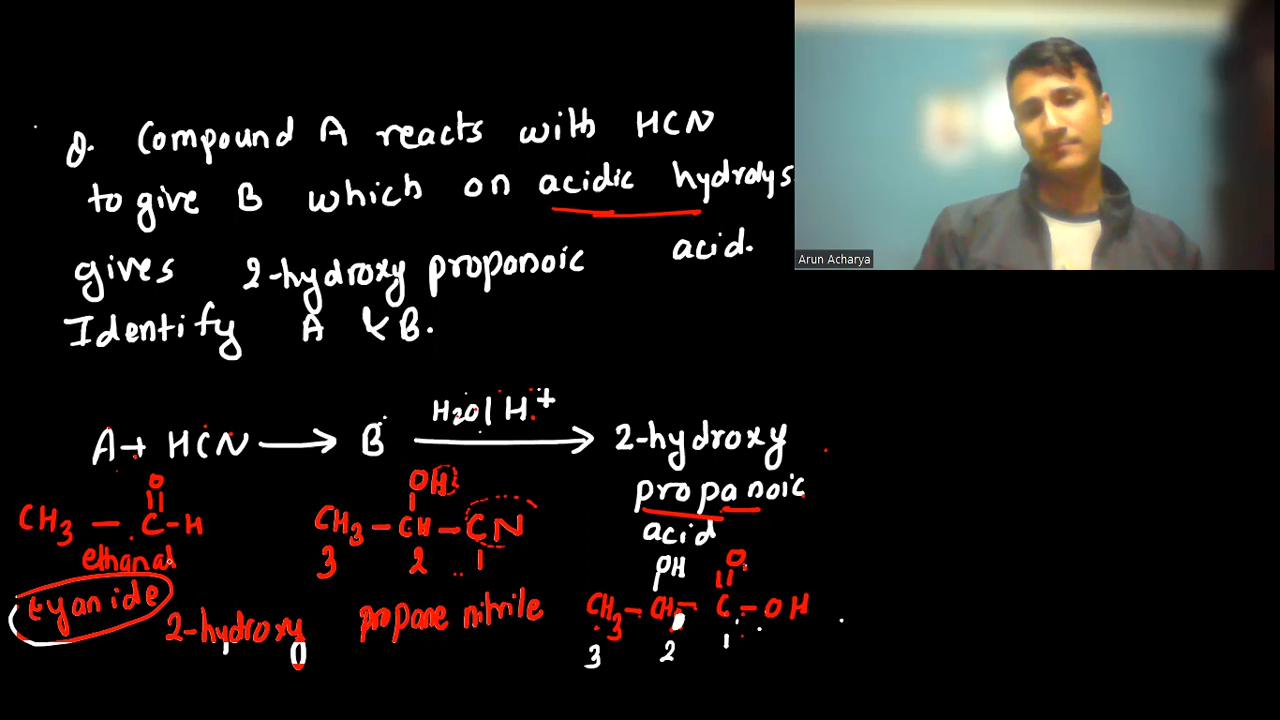 Q. Compound A reacts with HCN
to give B which on acidic hydrolys
gives 2-hydroxy propanoic acid.
Identify A & B.
Arun Acharya
A + HCN → B H2O/H+ → 2-hydroxy
propanoic
acid
CH3 - C - H
O
ethanal
cyanide
OH
CH3 - CH - CN
3 2 1
2-hydroxy propane nitrile
OH O
CH3 - CH - C - OH
3 2 1